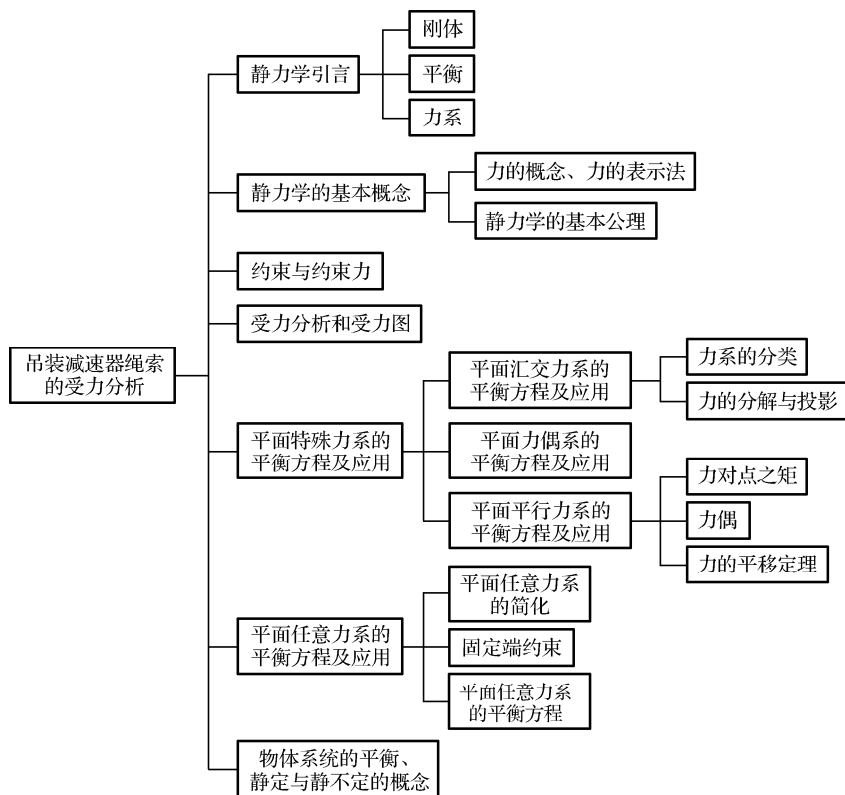 刚体
静力学引言
平衡
力系
力的概念、力的表示法
静力学的基本概念
静力学的基本公理
约束与约束力
受力分析和受力图
吊装减速器绳索
的受力分析
平面汇交力系的
平衡方程及应用
力系的分类
力的分解与投影
平面特殊力系的
平衡方程及应用
平面力偶系的
平衡方程及应用
平面平行力系的
平衡方程及应用
力对点之矩
力偶
力的平移定理
平面任意力系
的简化
平面任意力系的
平衡方程及应用
固定端约束
平面任意力系
的平衡方程
物体系统的平衡、
静定与静不定的概念